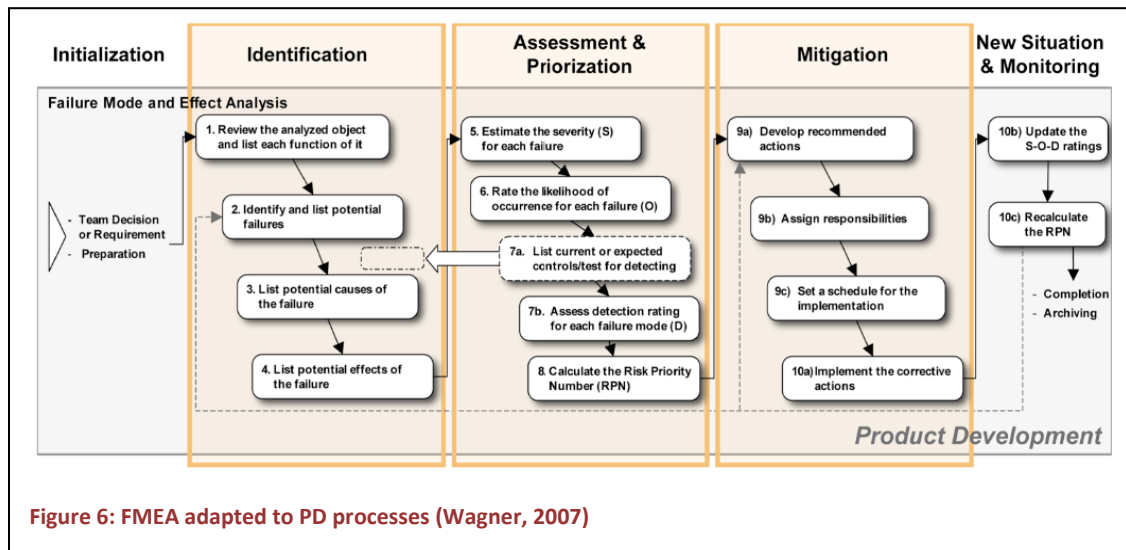 Initialization
Identification
Assessment &
Priorization
Mitigation
New Situation
& Monitoring
Failure Mode and Effect Analysis
- Team Decision
or Requirement
- Preparation
1. Review the analyzed object
and list each function of it
2. Identify and list potential
failures
3. List potential causes of
the failure
4. List potential effects of
the failure
5. Estimate the severity (S)
for each failure
6. Rate the likelihood of
occurrence for each failure (O)
7a. List current or expected
controls/test for detecting
7b. Assess detection rating
for each failure mode (D)
8. Calculate the Risk Priority
Number (RPN)
9a) Develop recommended
actions
9b) Assign responsibilities
9c) Set a schedule for the
implementation
10a) Implement the corrective
actions
10b) Update the
S-O-D ratings
10c) Recalculate
the RPN
- Completion
- Archiving
Product Development
Figure 6: FMEA adapted to PD processes (Wagner, 2007)